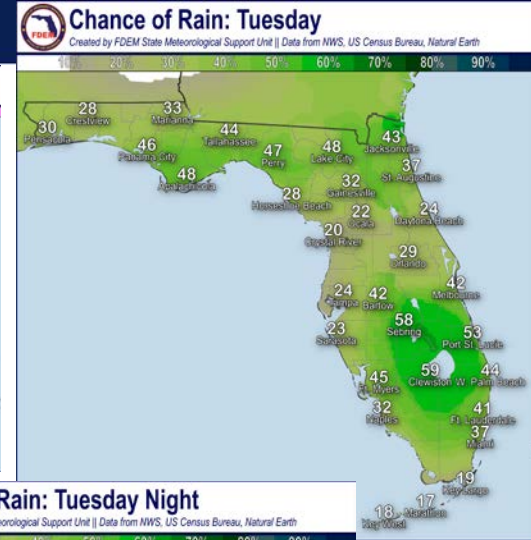 Chance of Rain: Tuesday
Created by FDEM State Meteorological Support Unit || Data from NWS, US Census Bureau, Natural Earth
FDEM
10% 20% 30% 40% 50% 60% 70% 80% 90%
30 Pensacola
28 Crestview
33 Marianna
46 Panama City
48 Apalachicola
44 Tallahassee
47 Perry
48 Lake City
43 Jacksonville
37 St. Augustine
32 Gainesville
28 Horseshoe Beach
22 Ocala
24 Daytona Beach
20 Crystal River
29 Orlando
24 Tampa
42 Bartow
42 Melbourne
23 Sarasota
58 Sebring
53 Port St. Lucie
45 Ft. Myers
59 Clewiston
44 W. Palm Beach
32 Naples
41 Ft. Lauderdale
37 Miami
19 Key Largo
17 Marathon
18 Key West
Rain: Tuesday Night
orological Support Unit || Data from NWS, US Census Bureau, Natural Earth